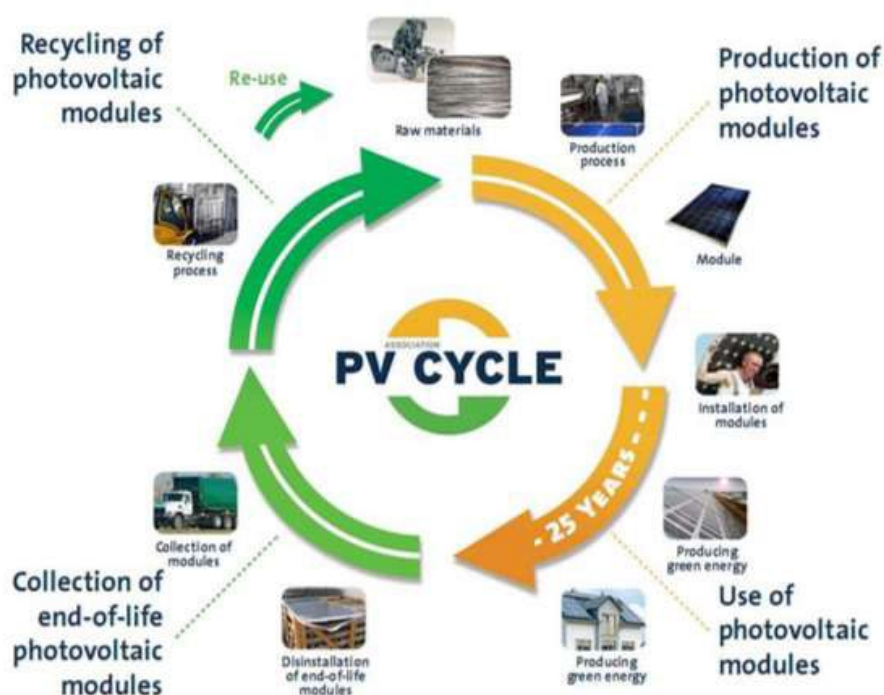 Recycling of
photovoltaic
modules
Re-use
Raw materials
Production
process
Production of
photovoltaic
modules
Module
Recycling
process
ASSOCIATION
PV CYCLE
Installation of
modules
- 25 YEARS - - - -
Producing
green energy
Use of
photovoltaic
modules
Producing
green energy
Disinstallation
of end-of-life
modules
Collection of
modules
Collection of
end-of-life
photovoltaic
modules